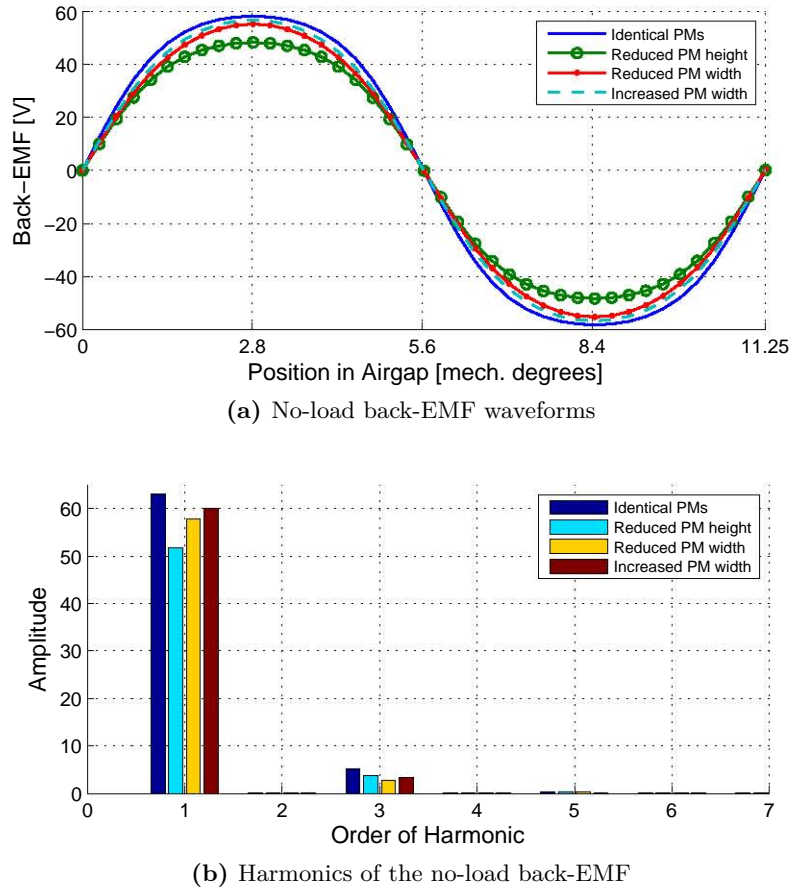 60
40
20
0
−20
−40
−60
Back−EMF [V]
Identical PMs
Reduced PM height
Reduced PM width
Increased PM width
0
2.8
5.6
8.4
11.25
Position in Airgap [mech. degrees]
(a) No-load back-EMF waveforms
60
50
40
30
20
10
0
Amplitude
Identical PMs
Reduced PM height
Reduced PM width
Increased PM width
0
1
2
3
4
5
6
7
Order of Harmonic
(b) Harmonics of the no-load back-EMF